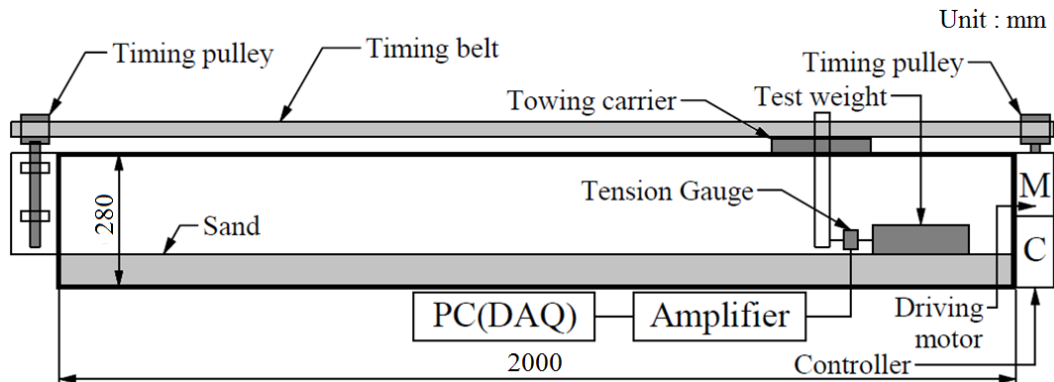 Unit : mm
Timing pulley
Timing belt
Timing pulley
Towing carrier
Test weight
Tension Gauge
M
280
Sand
C
PC(DAQ)
Amplifier
Driving
motor
2000
Controller